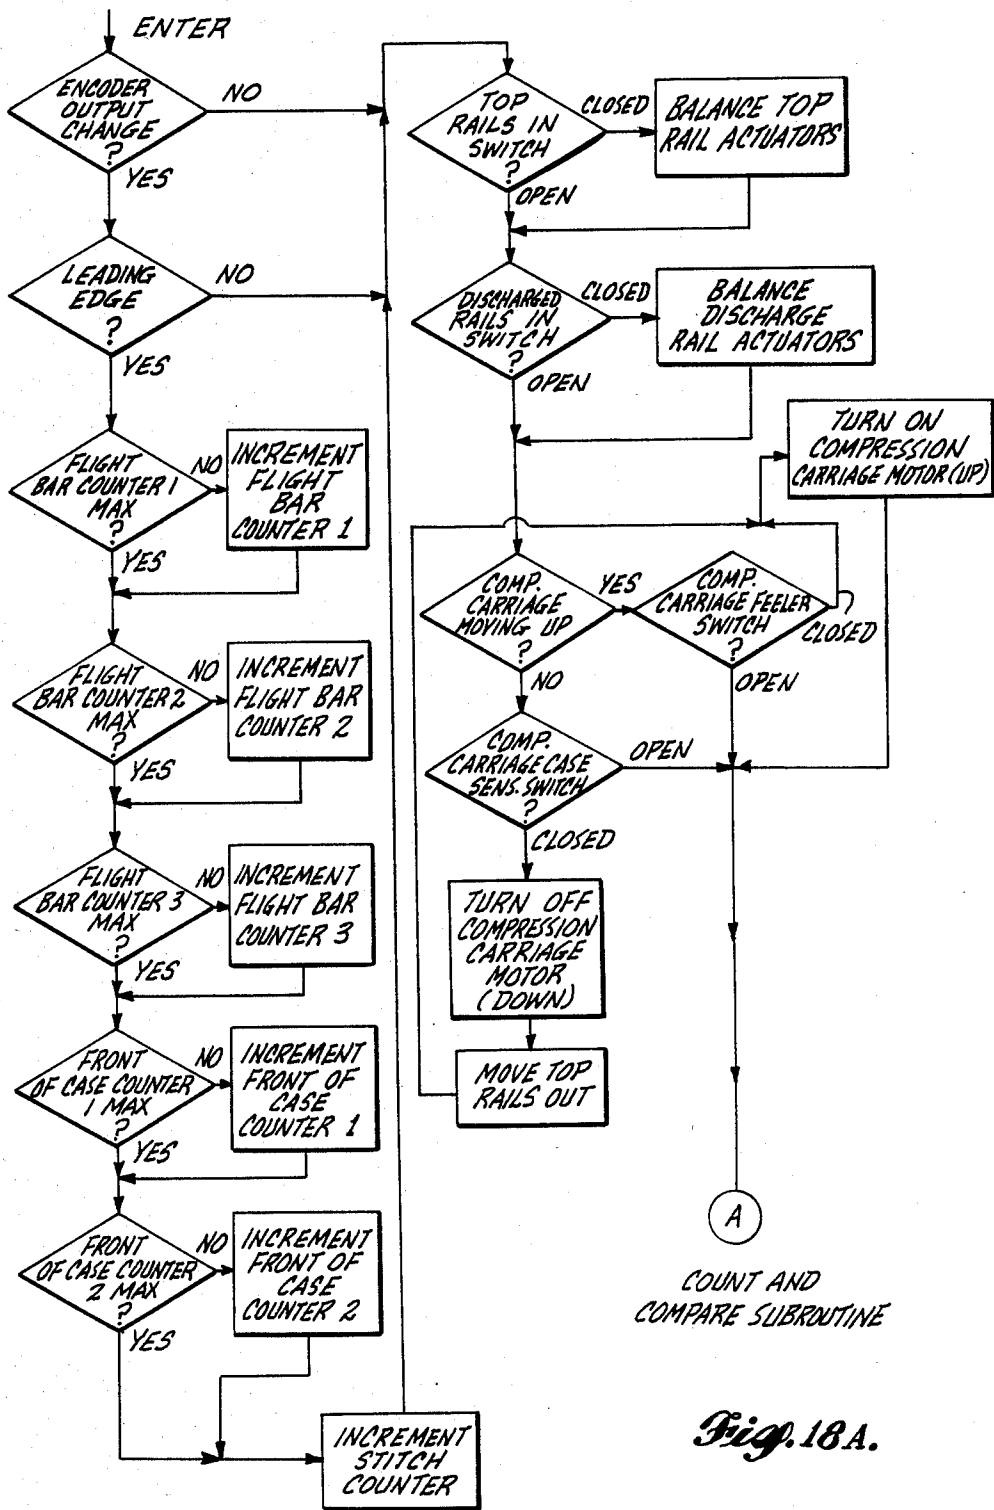 ENTER
ENCODER
OUTPUT
CHANGE
?
NO
YES
LEADING
EDGE
?
NO
YES
FLIGHT
BAR COUNTER 1
MAX
?
NO
YES
INCREMENT
FLIGHT
BAR
COUNTER 1
FLIGHT
BAR COUNTER 2
MAX
?
NO
YES
INCREMENT
FLIGHT BAR
COUNTER 2
FLIGHT
BAR COUNTER 3
MAX
?
NO
YES
INCREMENT
FLIGHT BAR
COUNTER 3
FRONT
OF CASE COUNTER
1 MAX
?
NO
YES
INCREMENT
FRONT OF
CASE
COUNTER 1
FRONT
OF CASE COUNTER
2 MAX
?
NO
YES
INCREMENT
FRONT OF
CASE
COUNTER 2
INCREMENT
STITCH
COUNTER
TOP
RAILS IN
SWITCH
?
CLOSED
OPEN
BALANCE TOP
RAIL ACTUATORS
DISCHARGED
RAILS IN
SWITCH
?
CLOSED
OPEN
BALANCE
DISCHARGE
RAIL ACTUATORS
TURN ON
COMPRESSION
CARRIAGE MOTOR (UP)
COMP.
CARRIAGE
MOVING UP
?
YES
NO
COMP.
CARRIAGE FEELER
SWITCH
?
CLOSED
OPEN
COMP.
CARRIAGE CASE
SENS. SWITCH
?
OPEN
CLOSED
TURN OFF
COMPRESSION
CARRIAGE
MOTOR
(DOWN)
MOVE TOP
RAILS OUT
A
COUNT AND
COMPARE SUBROUTINE
Fig. 18A.